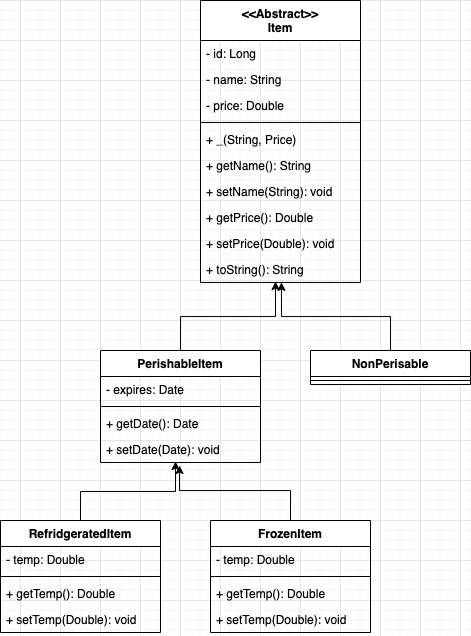 <<Abstract>>
Item
- id: Long
- name: String
- price: Double
+ _(String, Price)
+ getName(): String
+ setName(String): void
+ getPrice(): Double
+ setPrice(Double): void
+ toString(): String
PerishableItem
- expires: Date
+ getDate(): Date
+ setDate(Date): void
NonPerisable
RefridgeratedItem
- temp: Double
+ getTemp(): Double
+ setTemp(Double): void
FrozenItem
- temp: Double
+ getTemp(): Double
+ setTemp(Double): void